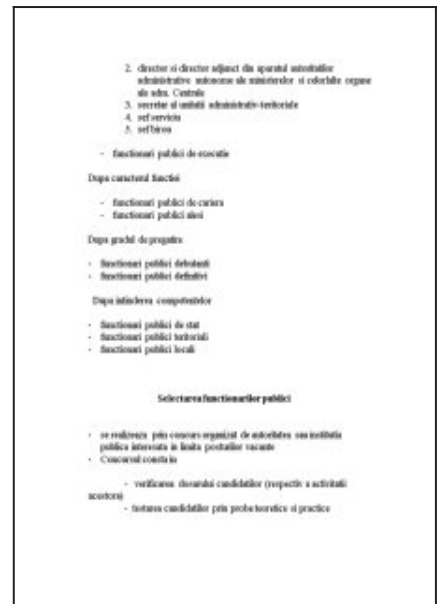 2. director si director adjunct din aparatul autoritatilor
administrative autonome ale ministerelor si celorlalte organe
ale adm. Centrale
3. secretar al unitatii administrativ-teritoriale
4. sef serviciu
5. sef birou
- functionari publici de executie
Dupa caracterul functiei
- functionari publici de cariera
- functionari publici alesi
Dupa gradul de pregatire
- functionari publici debutanti
- functionari publici definitivi
Dupa intinderea competentelor
- functionari publici de stat
- functionari publici teritoriali
- functionari publici locali
Selectarea functionarilor publici
- se realizeaza prin concurs organizat de autoritatea sau institutia
publica interesata in limita posturilor vacante
- Concursul consta in
- verificarea dosarului candidatilor (respectiv a activitatii
acestora)
- testarea candidatilor prin probe teoretice si practice